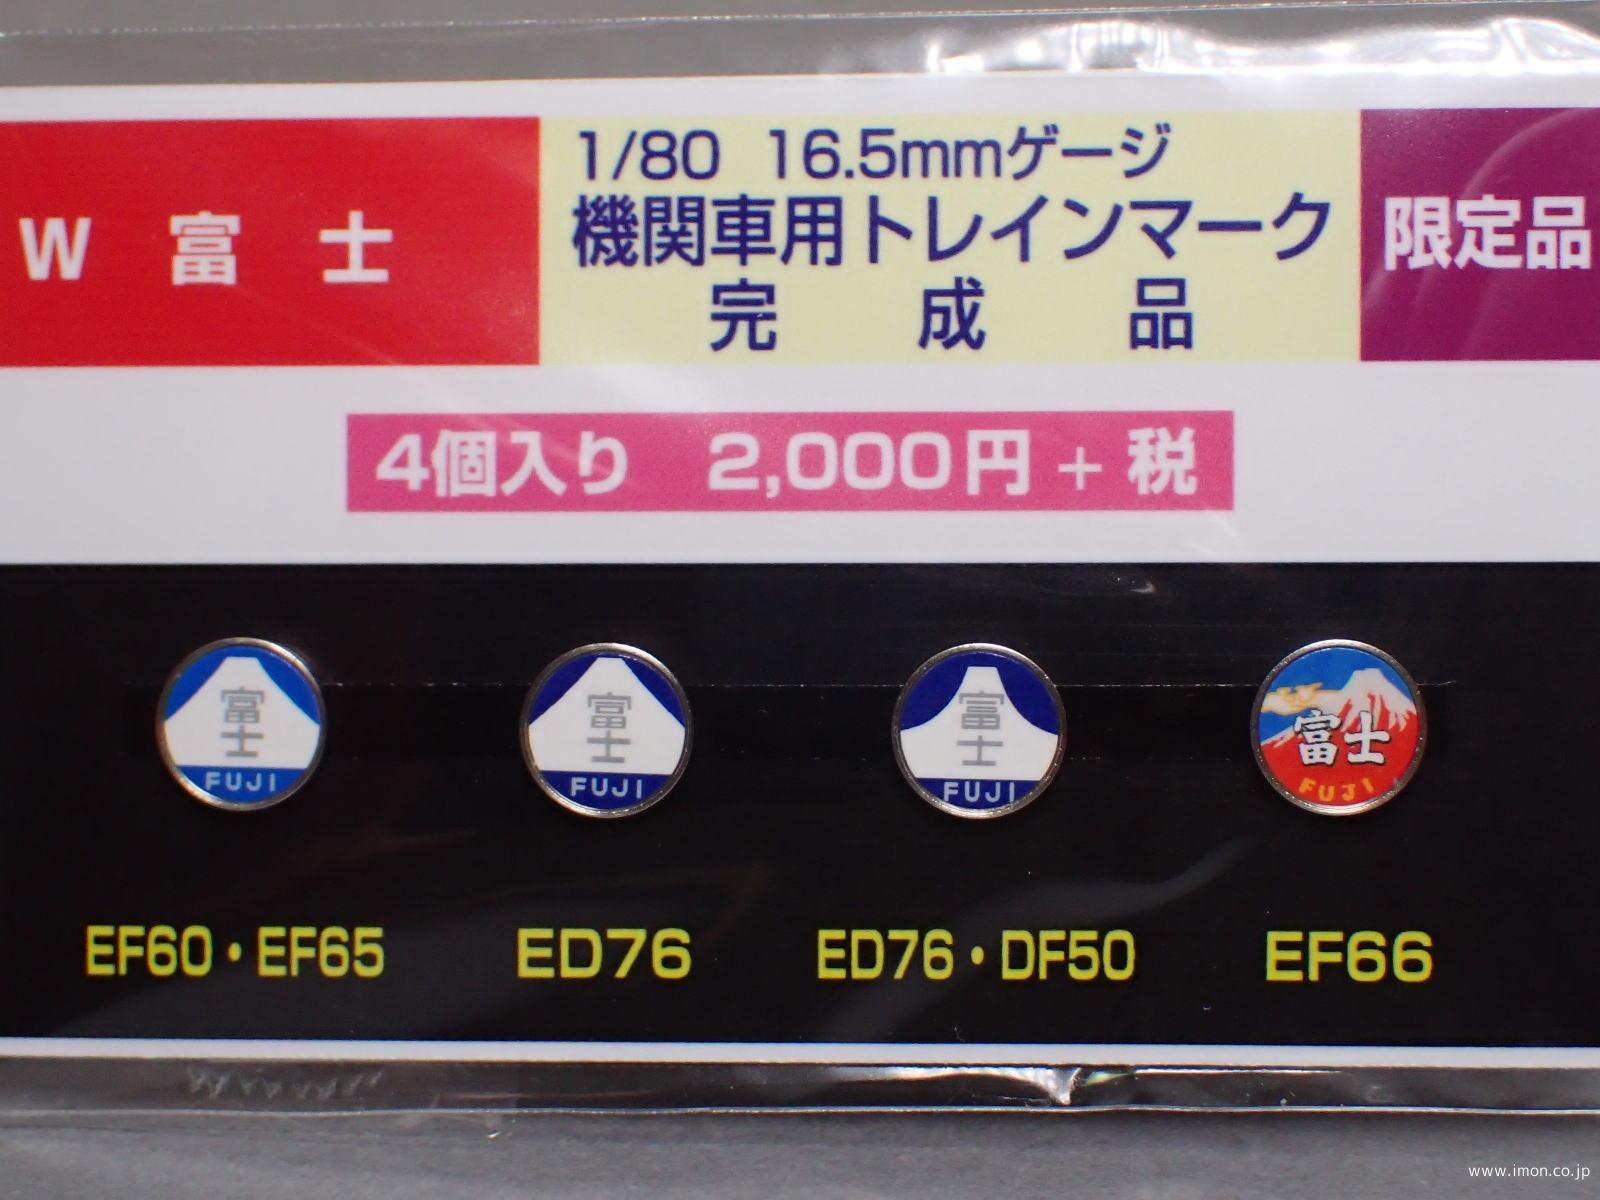 W 富 士
1/80 16.5mmゲージ
機関車用トレインマーク
完 成 品
限定品
4個入り 2,000円 + 税
富士
FUJI
富士
FUJI
富士
FUJI
富士
FUJI
EF60・EF65
ED76
ED76・DF50
EF66
www.imon.co.jp